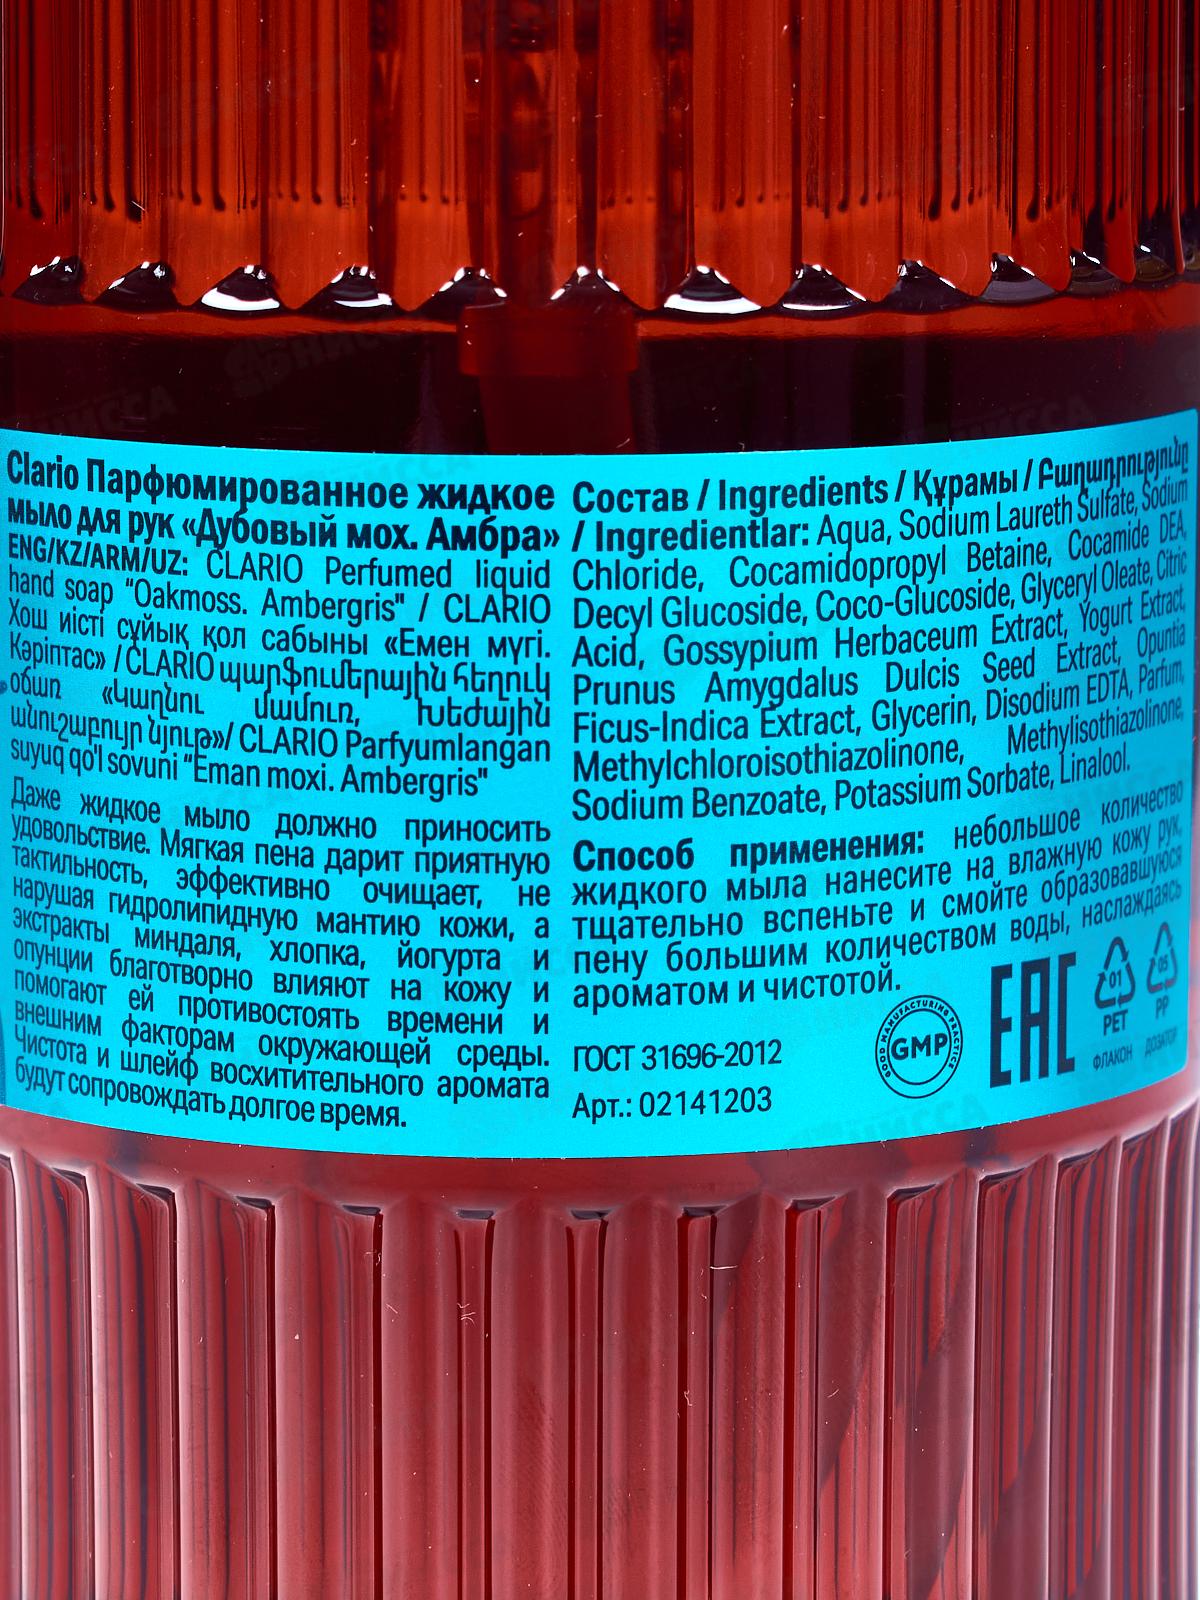 Clario Парфюмированное жидкое
мыло для рук «Дубовый мох. Амбра»
ENG/KZ/ARM/UZ: CLARIO Perfumed liquid
hand soap "Oakmoss. Ambergris" / CLARIO
Хош иісті сұйық қол сабыны «Емен мүгі.
Кәріптас» / CLARIO պարֆումերային հեղուկ
օճառ «Կաղնու մամուռ, խեժային
անուշաբույր նյութ»/ CLARIO Parfyumlangan
suyuq qo'l sovuni "Eman moxi. Ambergris"
Даже жидкое мыло должно приносить
удовольствие. Мягкая пена дарит приятную
тактильность, эффективно очищает, не
нарушая гидролипидную мантию кожи, а
экстракты миндаля, хлопка, йогурта и
опунции благотворно влияют на кожу и
помогают ей противостоять времени и
внешним факторам окружающей среды.
Чистота и шлейф восхитительного аромата
будут сопровождать долгое время.
Состав / Ingredients / Құрамы / Բաղադրությունը
/ Ingredientlar: Aqua, Sodium Laureth Sulfate, Sodium
Chloride, Cocamidopropyl Betaine, Cocamide DEA,
Decyl Glucoside, Coco-Glucoside, Glyceryl Oleate, Citric
Acid, Gossypium Herbaceum Extract, Yogurt Extract,
Prunus Amygdalus Dulcis Seed Extract, Opuntia
Ficus-Indica Extract, Glycerin, Disodium EDTA, Parfum,
Methylchloroisothiazolinone, Methylisothiazolinone,
Sodium Benzoate, Potassium Sorbate, Linalool.
Способ применения: небольшое количество
жидкого мыла нанесите на влажную кожу рук,
тщательно вспеньте и смойте образовавшуюся
пену большим количеством воды, наслаждаясь
ароматом и чистотой.
ГОСТ 31696-2012
Арт.: 02141203
GOOD MANUFACTURING PRACTICE
GMP
EAC
01
PET
ФЛАКОН
05
PP
ДОЗАТОР